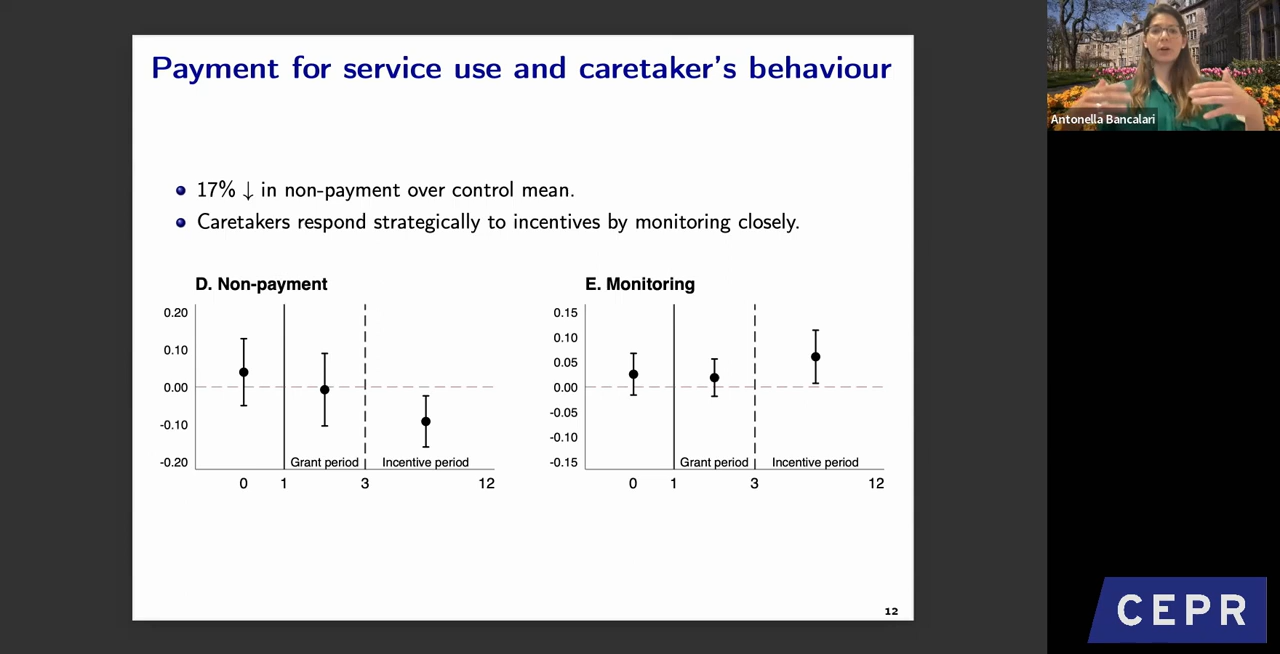 Payment for service use and caretaker's behaviour
Antonella Bancalari
17% ↓ in non-payment over control mean.
Caretakers respond strategically to incentives by monitoring closely.
D. Non-payment
0.20
0.10
0.00
-0.10
-0.20
Grant period
Incentive period
0 1 3 12
E. Monitoring
0.15
0.10
0.05
0.00
-0.05
-0.10
-0.15
Grant period
Incentive period
0 1 3 12
12
CEPR